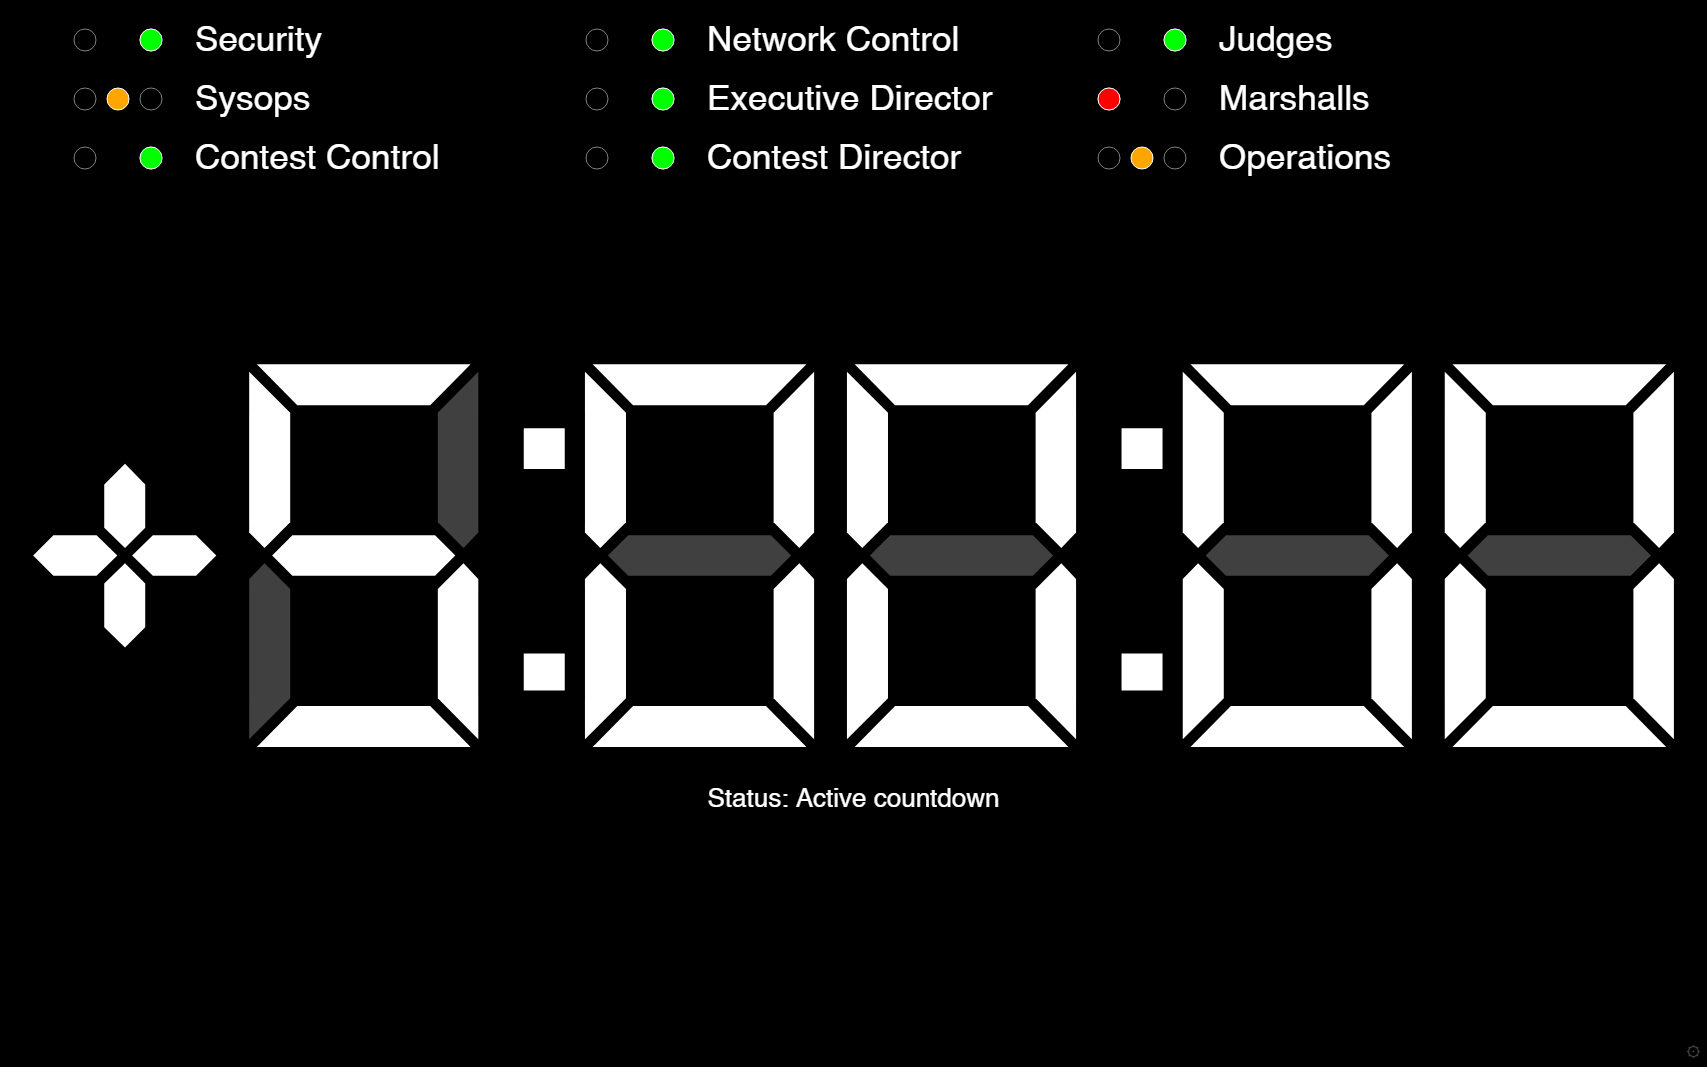 Security Network Control Judges
Sysops Executive Director Marshalls
Contest Control Contest Director Operations
+5:00:00
Status: Active countdown